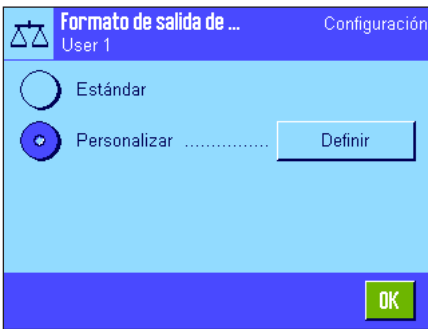 Formato de salida de ...
Configuración
User 1
Estándar
Personalizar ................ Definir
OK